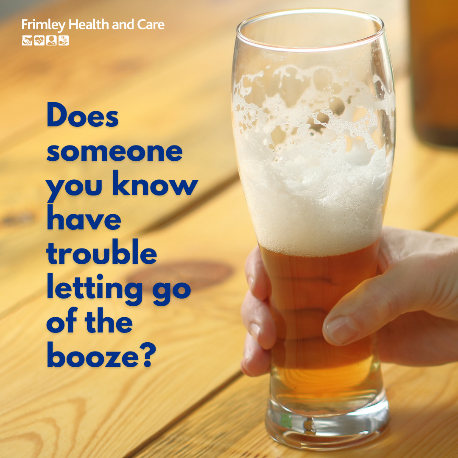 Frimley Health and Care
Does
someone
you know
have
trouble
letting go
of the
booze?